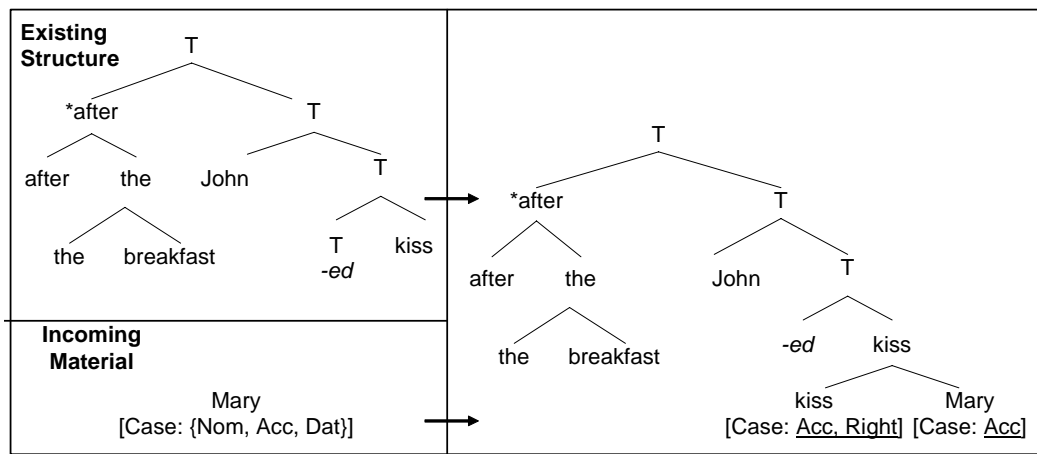 Existing
Structure
T
*after T
after the John T
the breakfast T kiss
-ed
Incoming
Material
Mary
[Case: {Nom, Acc, Dat}]
T
*after T
after the John T
the breakfast -ed kiss
kiss Mary
[Case: Acc, Right] [Case: Acc]